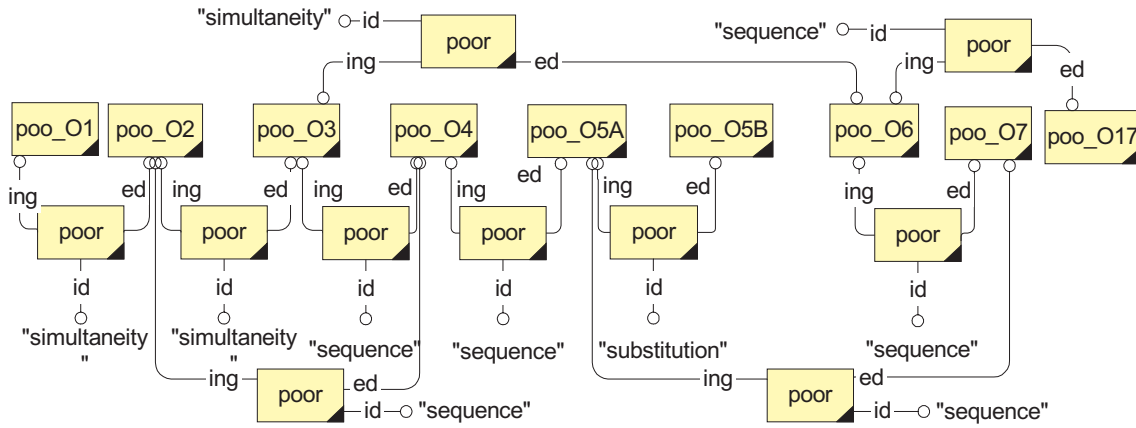 "simultaneity" id poor "sequence" id poor
ing ed ing ed
poo_O1 poo_O2 poo_O3 poo_O4 poo_O5A poo_O5B poo_O6 poo_O7 poo_O17
ing ed ing ed ing ed ing ed ing ed ing ed
poor poor poor poor poor poor
id id id id id id
"simultaneity "simultaneity "sequence" "sequence" "substitution" "sequence"
" "
ing poor ed ing poor ed
id "sequence" id "sequence"